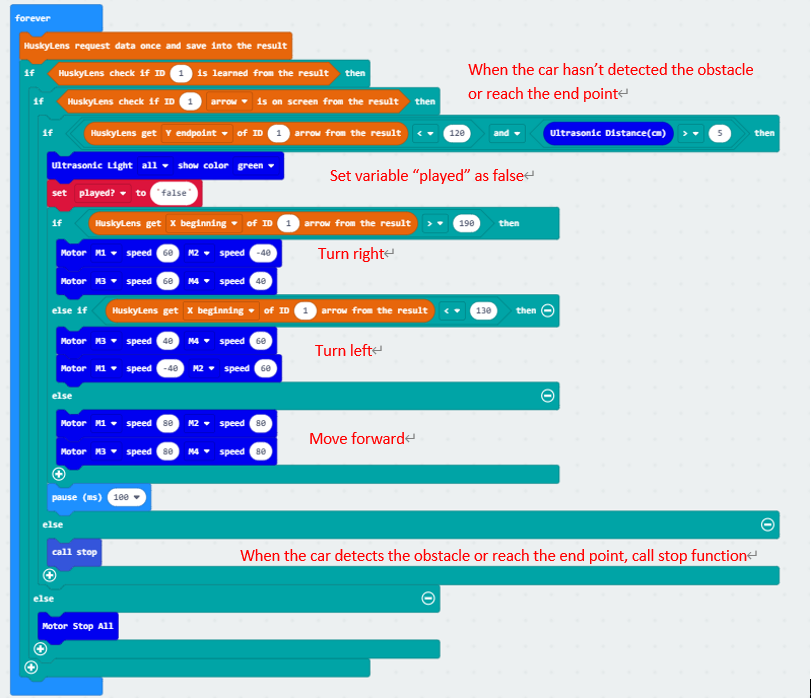 forever
HuskyLens request data once and save into the result
if HuskyLens check if ID 1 is learned from the result then
When the car hasn't detected the obstacle
or reach the end point↵
if HuskyLens check if ID 1 arrow ▾ is on screen from the result then
if HuskyLens get Y endpoint ▾ of ID 1 arrow from the result < ▾ 120 and ▾ Ultrasonic Distance(cm) > ▾ 5 then
Ultrasonic Light all ▾ show color green ▾
Set variable “played” as false↵
set played? ▾ to "false"
if HuskyLens get X beginning ▾ of ID 1 arrow from the result > ▾ 190 then
Motor M1 ▾ speed 60 M2 ▾ speed -40
Turn right↵
Motor M3 ▾ speed 60 M4 ▾ speed 40
else if HuskyLens get X beginning ▾ of ID 1 arrow from the result < ▾ 130 then
Motor M3 ▾ speed 40 M4 ▾ speed 60
Turn left↵
Motor M1 ▾ speed -40 M2 ▾ speed 60
else
Motor M1 ▾ speed 80 M2 ▾ speed 80
Move forward↵
Motor M3 ▾ speed 80 M4 ▾ speed 80
pause (ms) 100 ▾
else
call stop
When the car detects the obstacle or reach the end point, call stop function↵
else
Motor Stop All